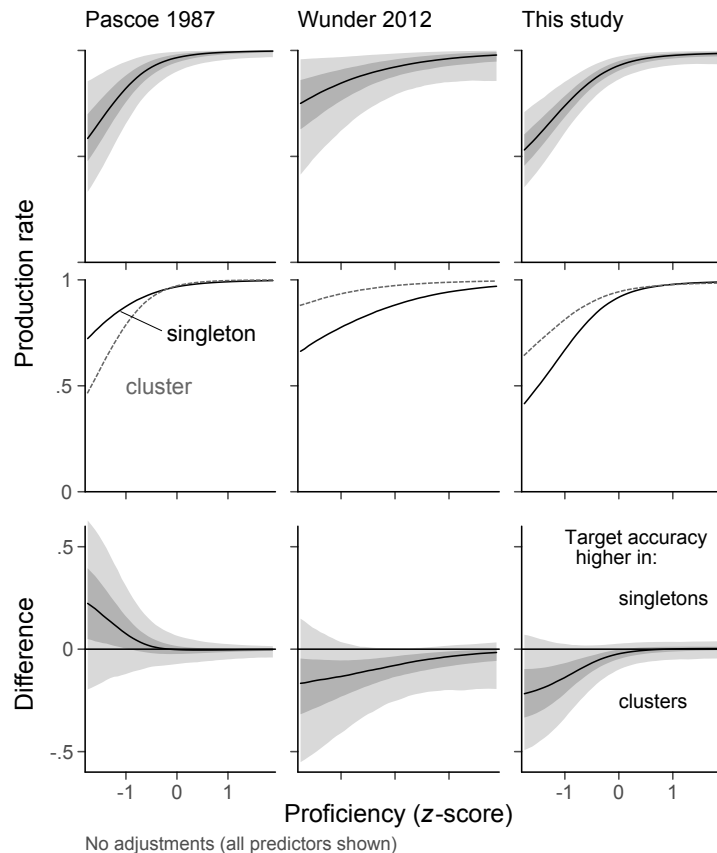 Pascoe 1987
Wunder 2012
This study
Production rate
1
.5
0
singleton
cluster
Difference
.5
0
-.5
Target accuracy
higher in:
singletons
clusters
-1 0 1
-1 0 1
Proficiency (z-score)
No adjustments (all predictors shown)